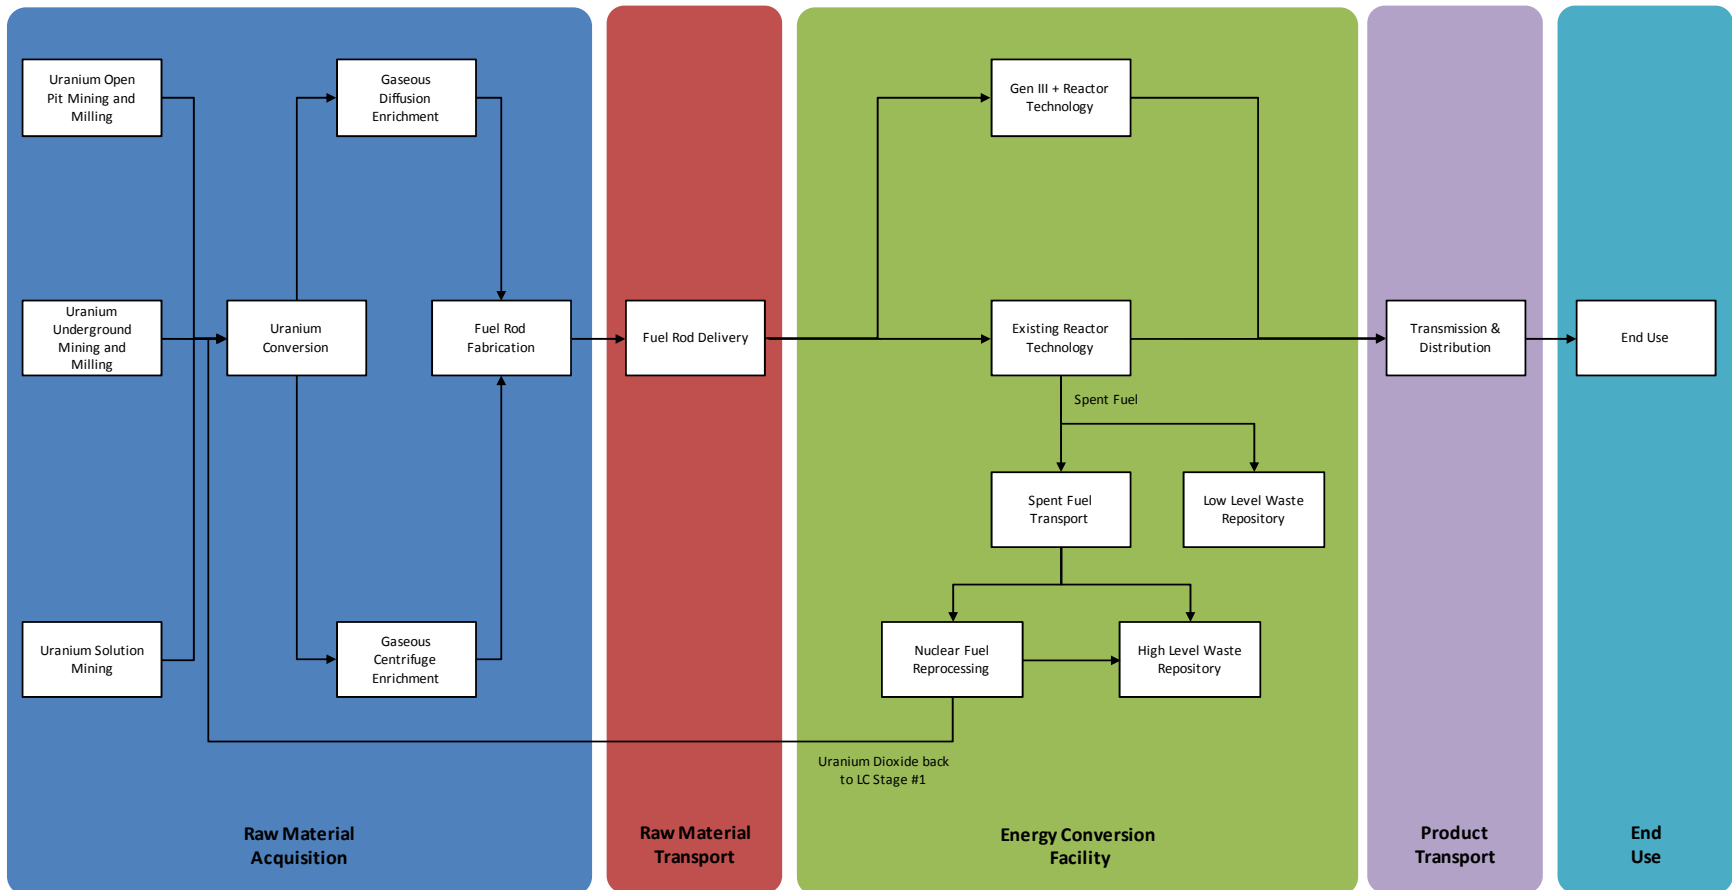 Uranium Open
Pit Mining and
Milling
Gaseous
Diffusion
Enrichment
Gen III + Reactor
Technology
Uranium
Underground
Mining and
Milling
Uranium
Conversion
Fuel Rod
Fabrication
Fuel Rod Delivery
Existing Reactor
Technology
Transmission &
Distribution
End Use
Spent Fuel
Spent Fuel
Transport
Low Level Waste
Repository
Uranium Solution
Mining
Gaseous
Centrifuge
Enrichment
Nuclear Fuel
Reprocessing
High Level Waste
Repository
Uranium Dioxide back
to LC Stage #1
Raw Material
Acquisition
Raw Material
Transport
Energy Conversion
Facility
Product
Transport
End
Use